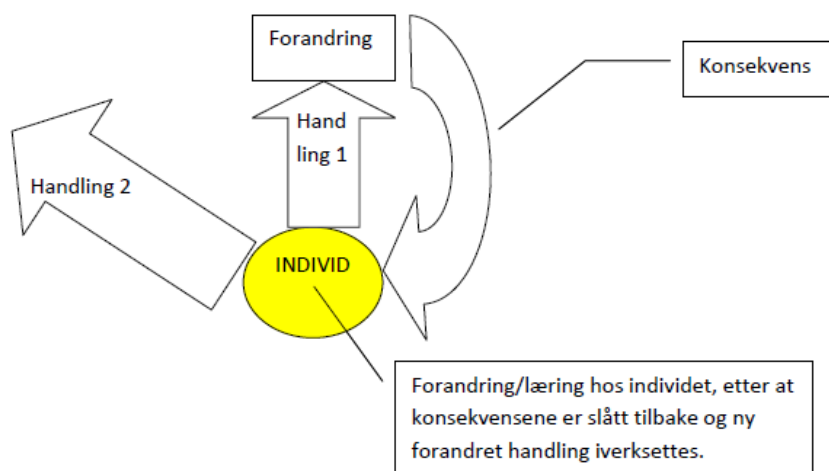 Forandring
Konsekvens
Hand
ling 1
Handling 2
INDIVID
Forandring/læring hos individet, etter at
konsekvensene er slått tilbake og ny
forandret handling iverksettes.